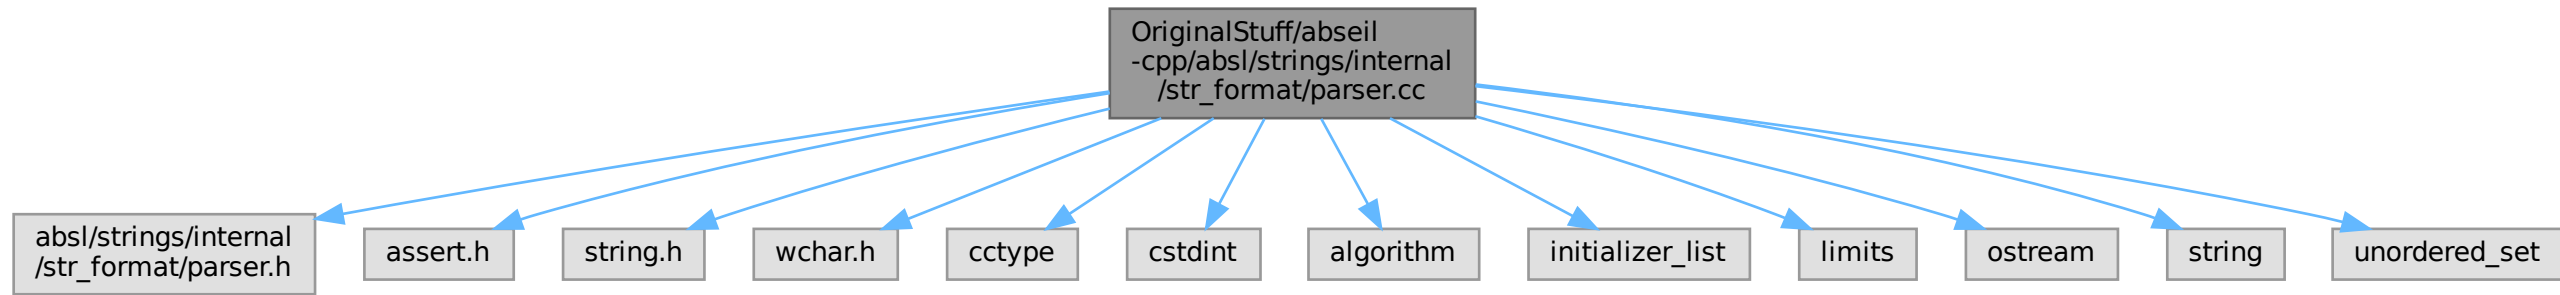 OriginalStuff/abseil
-cpp/absl/strings/internal
/str_format/parser.cc
absl/strings/internal
/str_format/parser.h
assert.h
string.h
wchar.h
cctype
cstdint
algorithm
initializer_list
limits
ostream
string
unordered_set